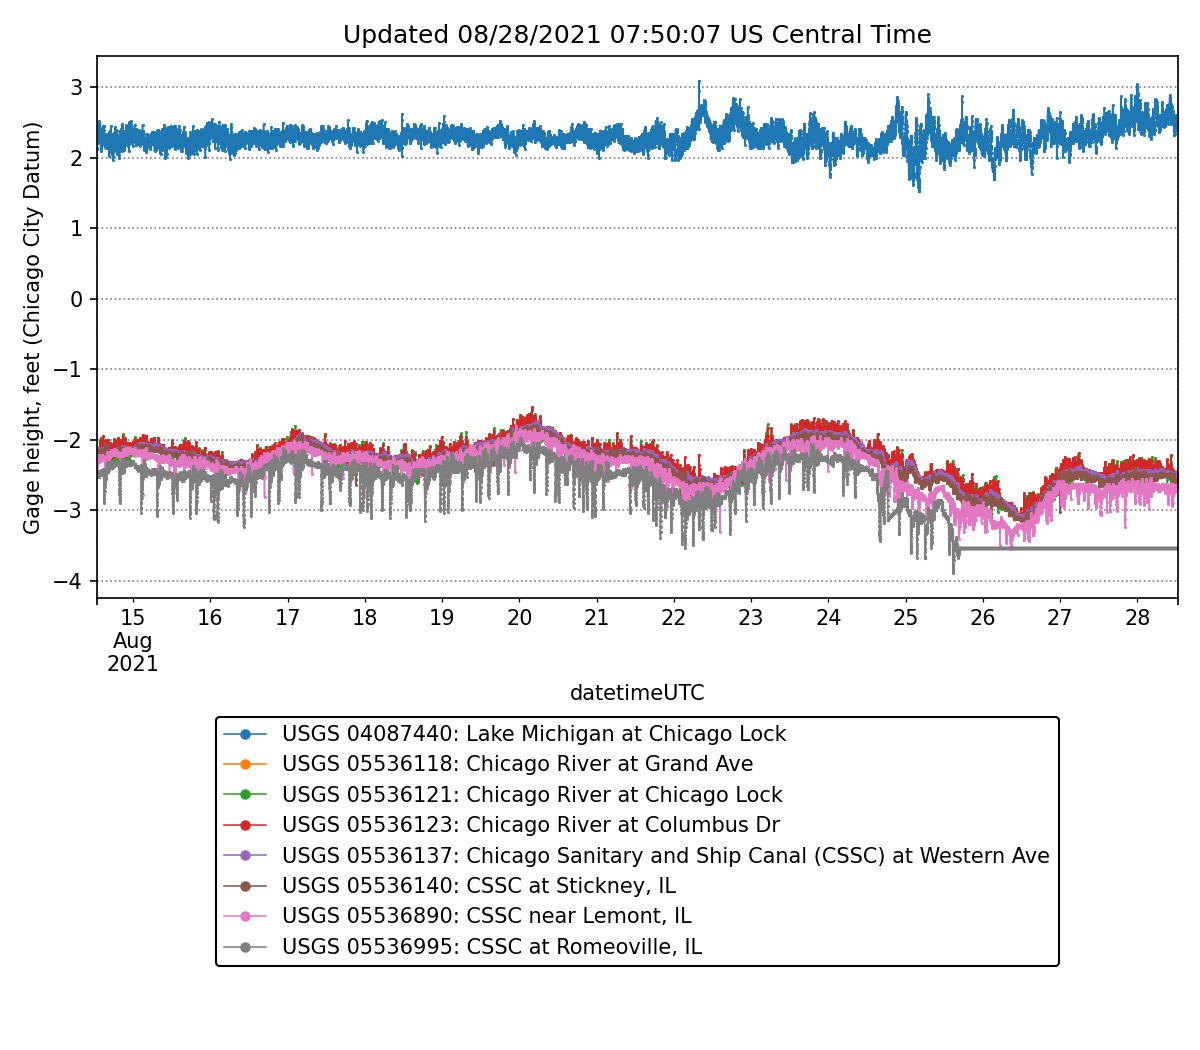 Updated 08/28/2021 07:50:07 US Central Time
Gage height, feet (Chicago City Datum)
3
2
1
0
−1
−2
−3
−4
15 16 17 18 19 20 21 22 23 24 25 26 27 28
Aug
2021
datetimeUTC
USGS 04087440: Lake Michigan at Chicago Lock
USGS 05536118: Chicago River at Grand Ave
USGS 05536121: Chicago River at Chicago Lock
USGS 05536123: Chicago River at Columbus Dr
USGS 05536137: Chicago Sanitary and Ship Canal (CSSC) at Western Ave
USGS 05536140: CSSC at Stickney, IL
USGS 05536890: CSSC near Lemont, IL
USGS 05536995: CSSC at Romeoville, IL